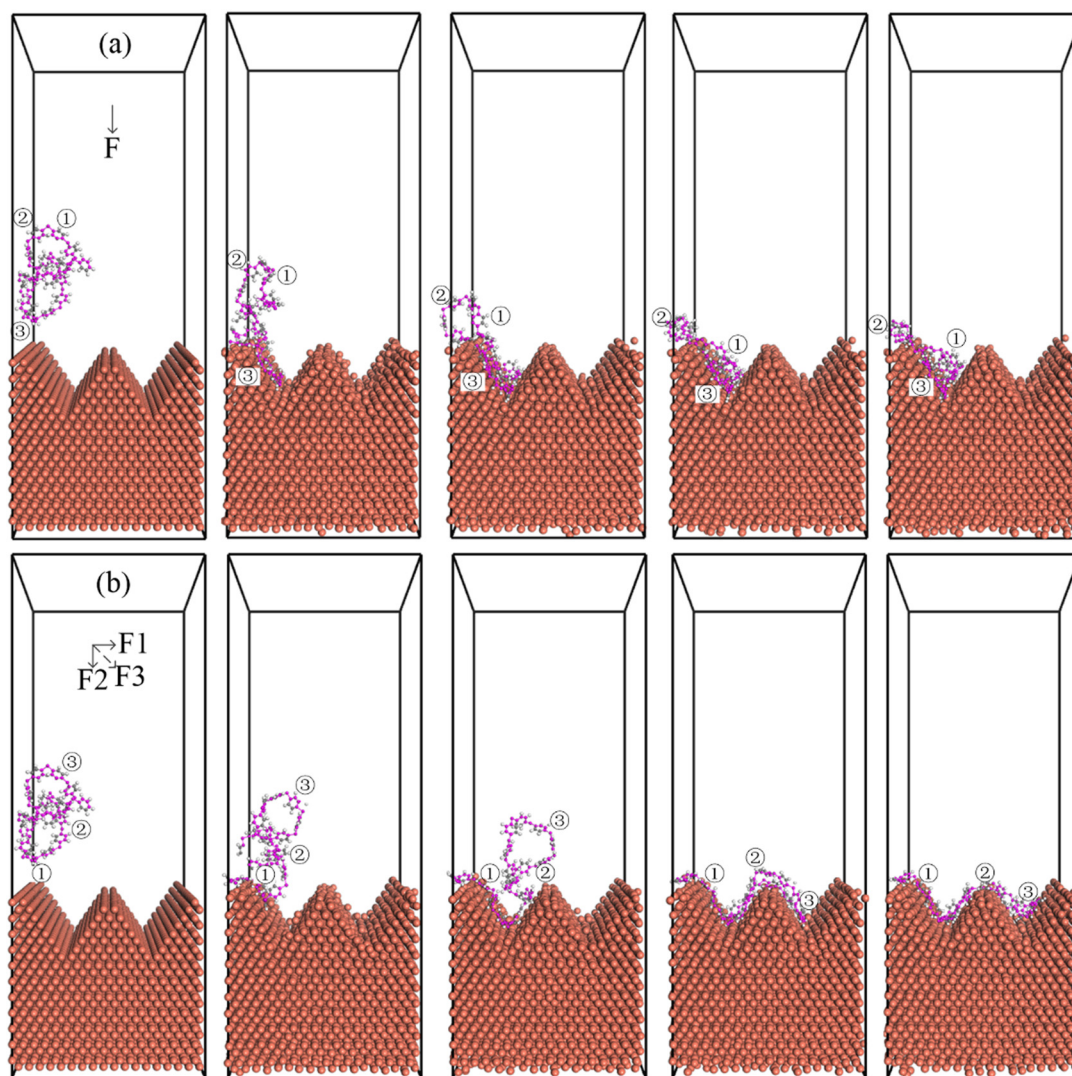 (a)
F
② ①
③
② ①
③
② ①
③
② ①
③
② ①
③
(b)
F1
F2 F3
③
②
①
③
②
①
③
① ②
① ② ③
① ② ③